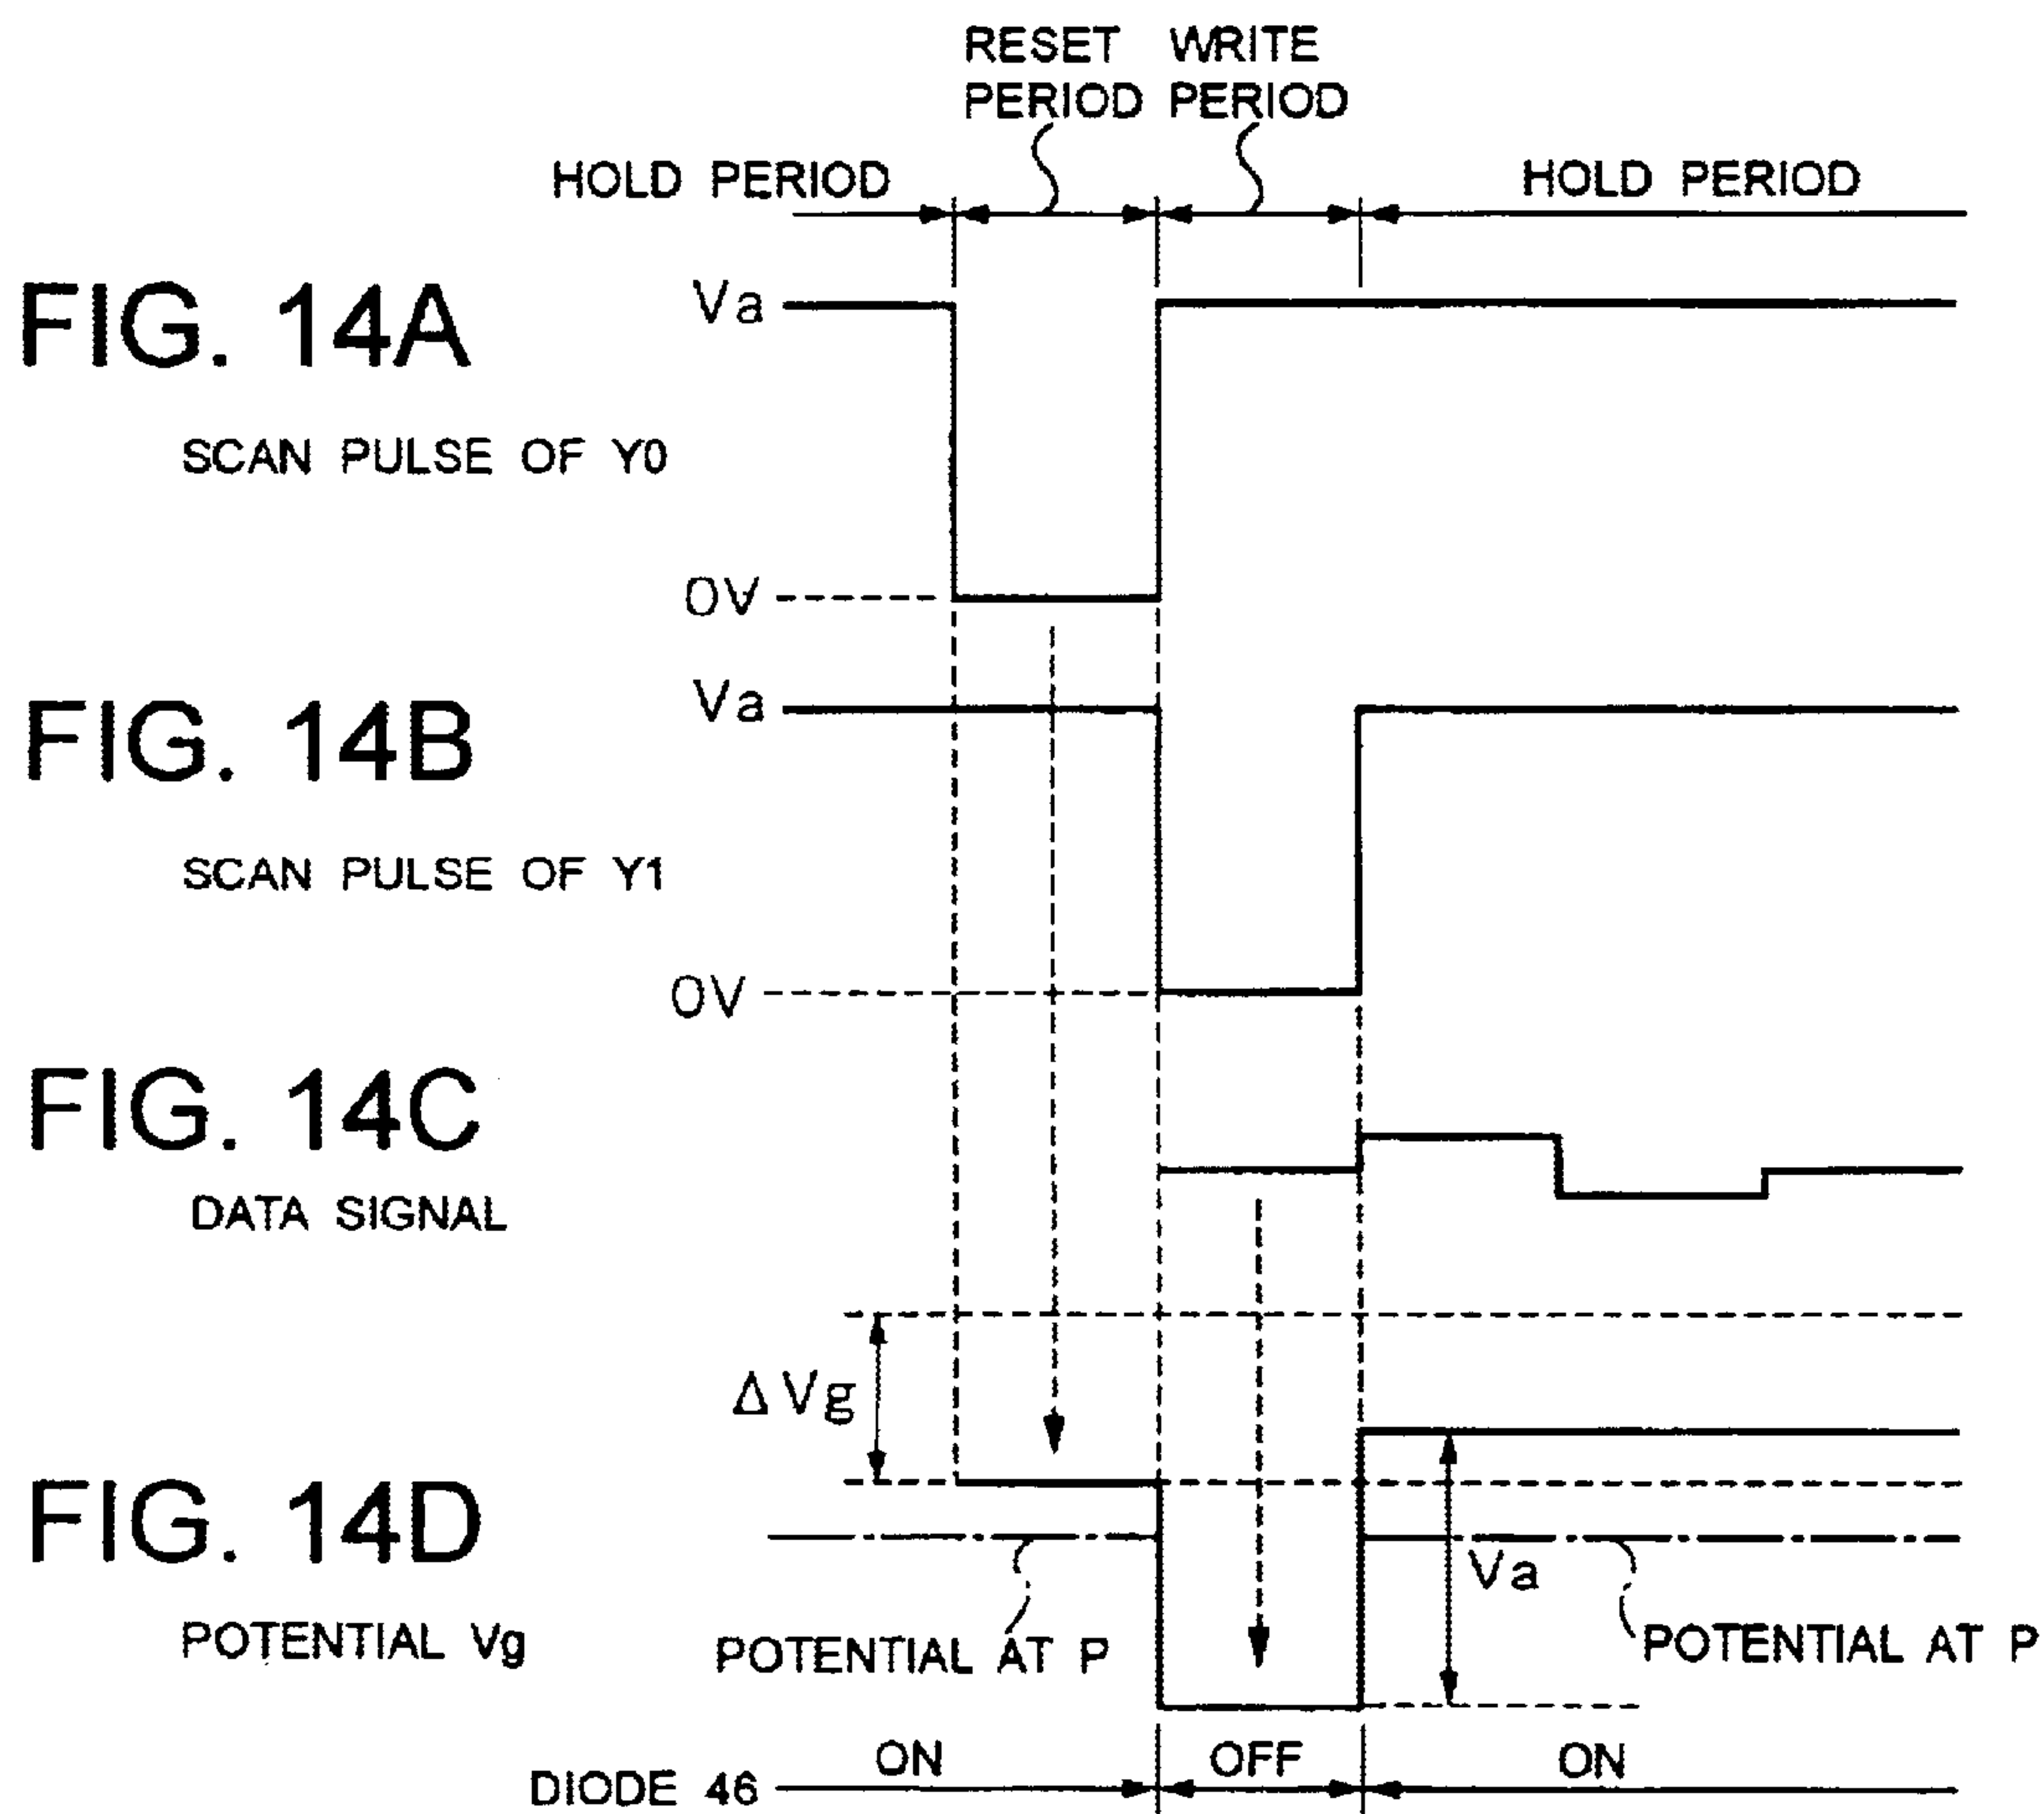 RESET WRITE
PERIOD PERIOD
HOLD PERIOD
HOLD PERIOD
FIG. 14A
Va
SCAN PULSE OF Y0
0V
FIG. 14B
Va
SCAN PULSE OF Y1
0V
FIG. 14C
DATA SIGNAL
Δ Vg
FIG. 14D
Va
POTENTIAL Vg
POTENTIAL AT P
POTENTIAL AT P
ON
OFF
ON
DIODE 46